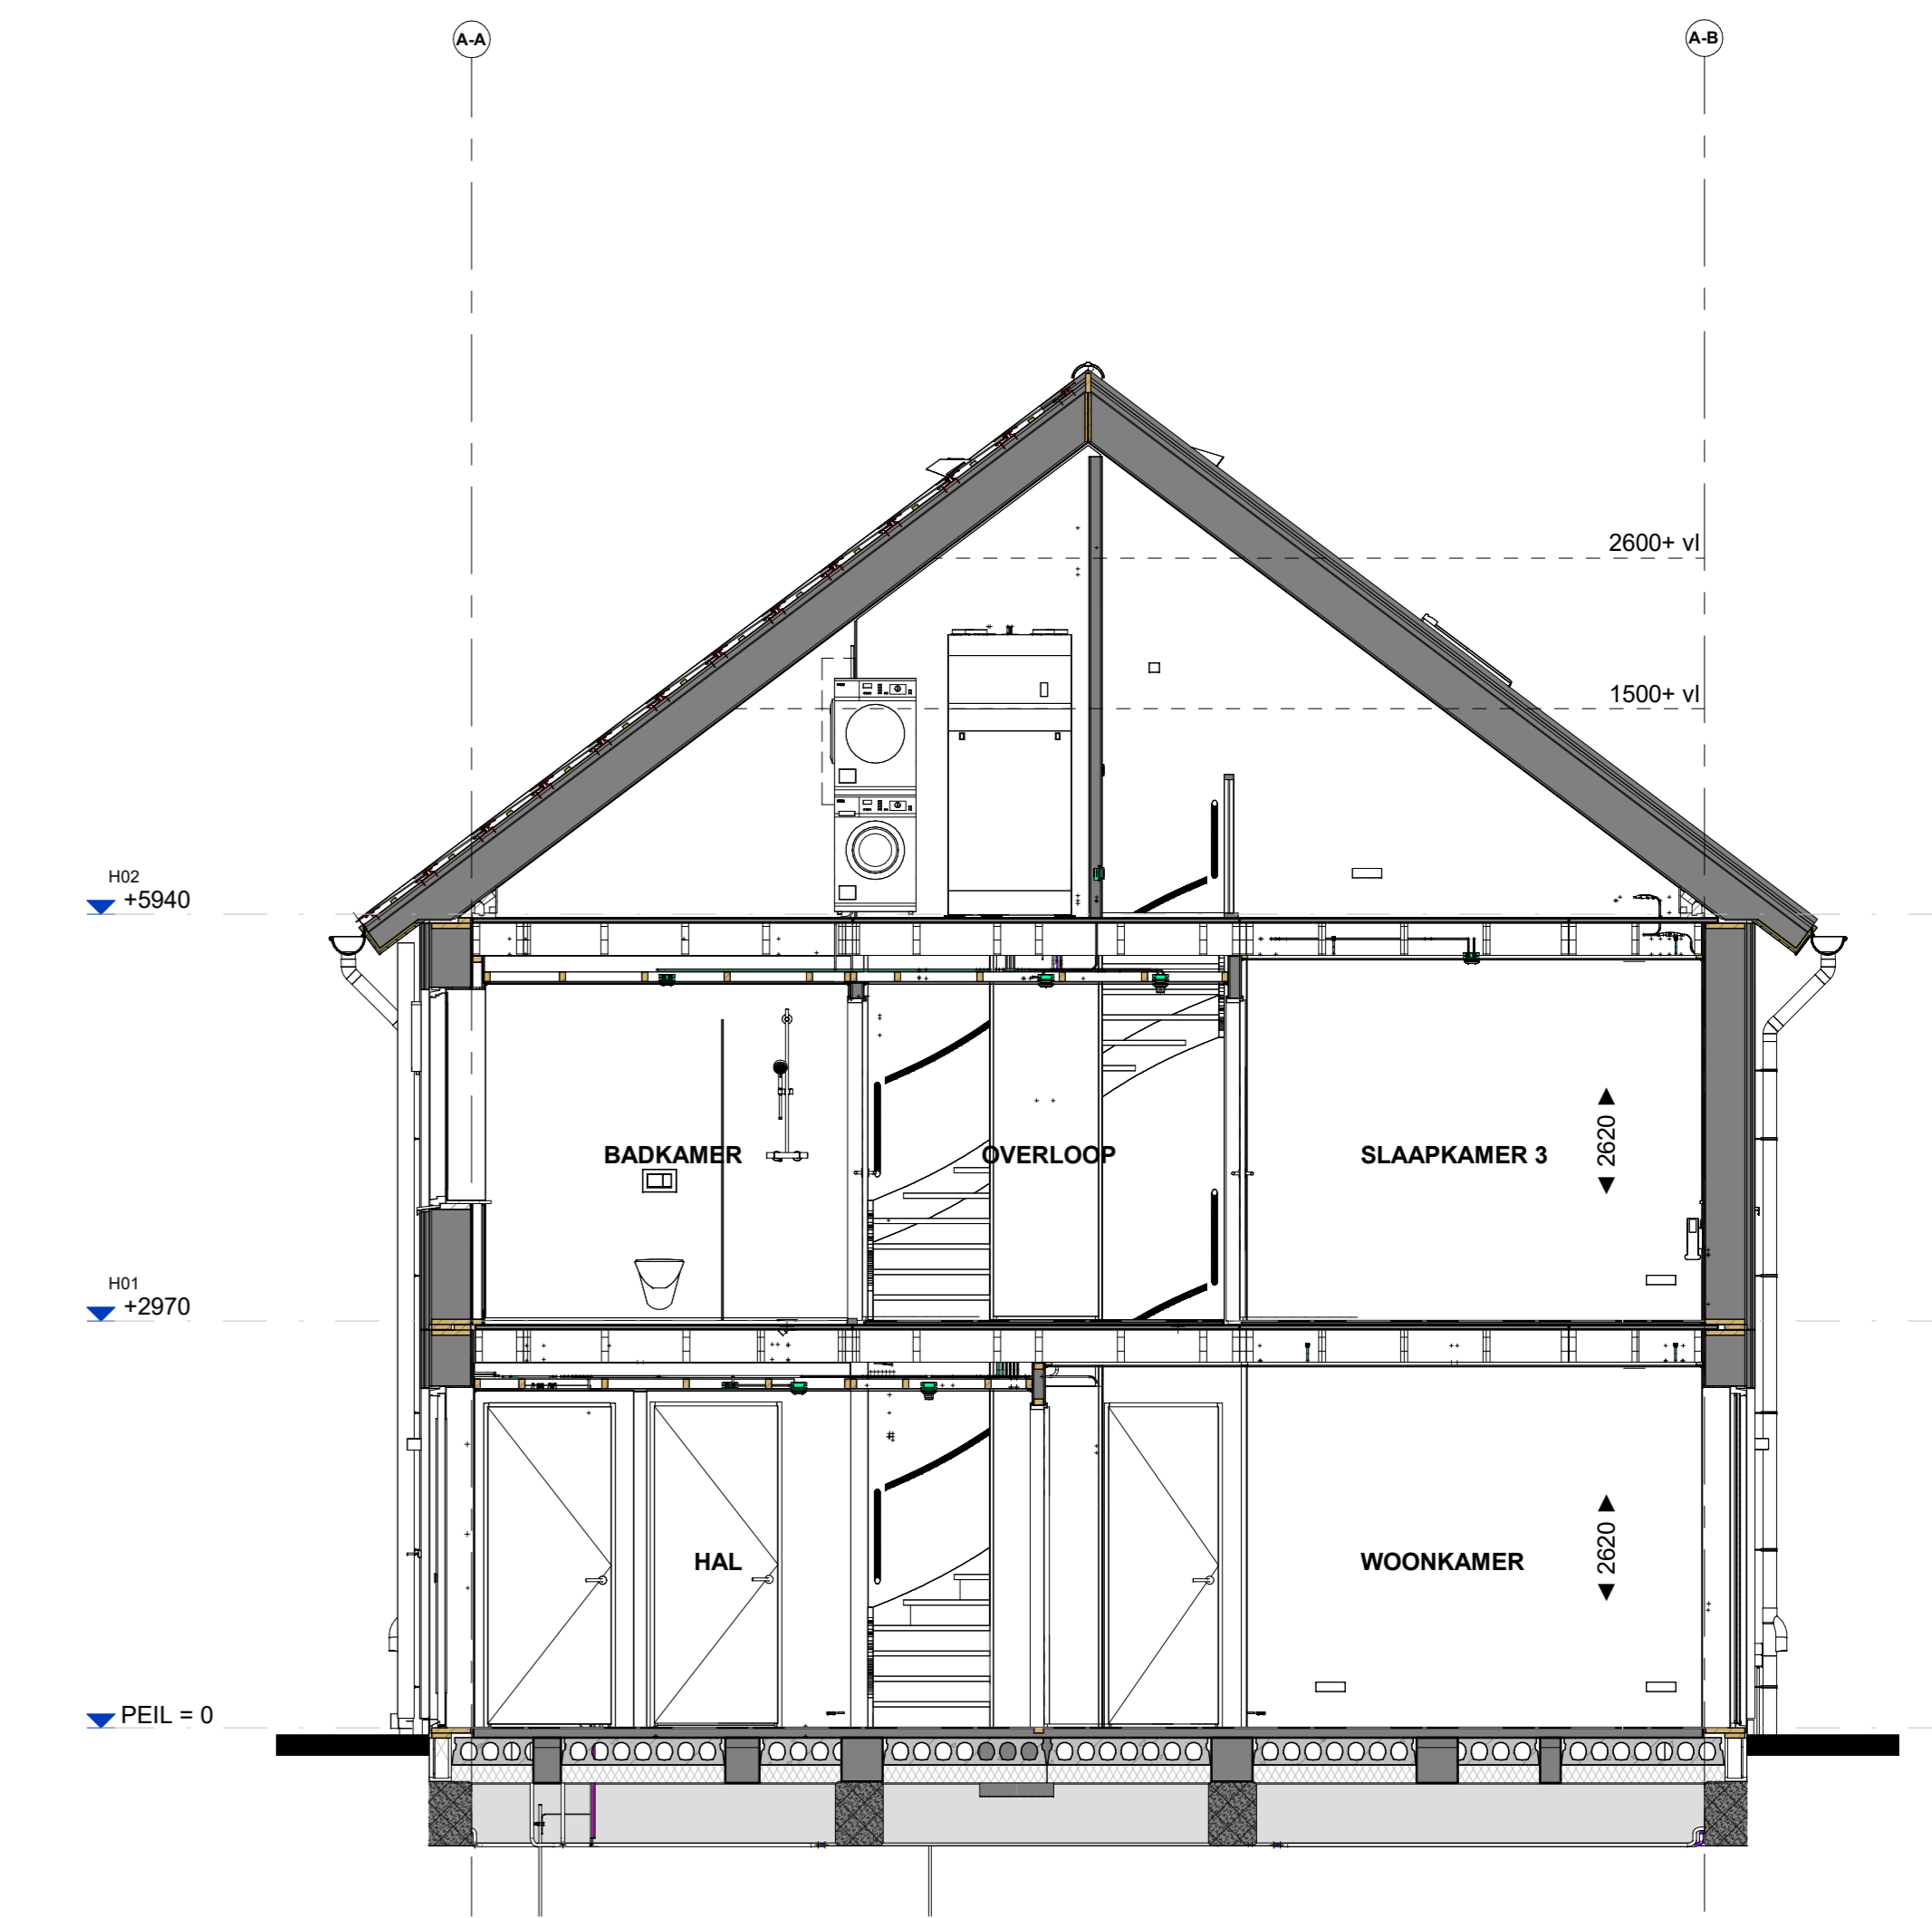 A-A
A-B
2600+ vl
1500+ vl
H02
+5940
BADKAMER
OVERLOOP
SLAAPKAMER 3
2620
H01
+2970
HAL
WOONKAMER
2620
PEIL = 0